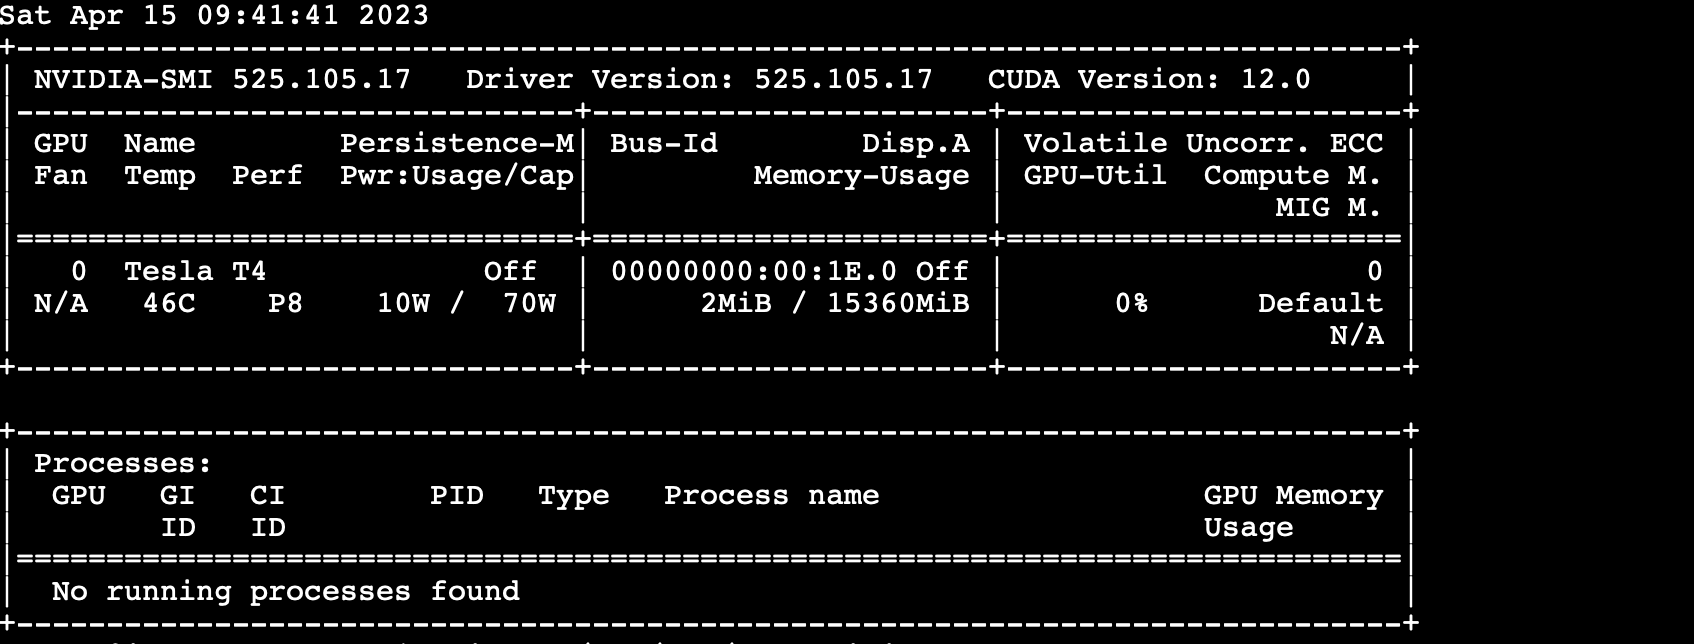 Sat Apr 15 09:41:41 2023
+-----------------------------------------------------------------------------+
| NVIDIA-SMI 525.105.17   Driver Version: 525.105.17   CUDA Version: 12.0     |
|-------------------------------+----------------------+----------------------+
| GPU  Name        Persistence-M| Bus-Id        Disp.A | Volatile Uncorr. ECC |
| Fan  Temp  Perf  Pwr:Usage/Cap|         Memory-Usage | GPU-Util  Compute M. |
|                               |                      |               MIG M. |
|===============================+======================+======================|
|   0  Tesla T4            Off  | 00000000:00:1E.0 Off |                    0 |
| N/A   46C    P8    10W /  70W |      2MiB / 15360MiB |      0%      Default |
|                               |                      |                  N/A |
+-------------------------------+----------------------+----------------------+

+-----------------------------------------------------------------------------+
| Processes:                                                                  |
|  GPU   GI   CI        PID   Type   Process name                  GPU Memory |
|        ID   ID                                                   Usage      |
|=============================================================================|
|  No running processes found                                                 |
+-----------------------------------------------------------------------------+